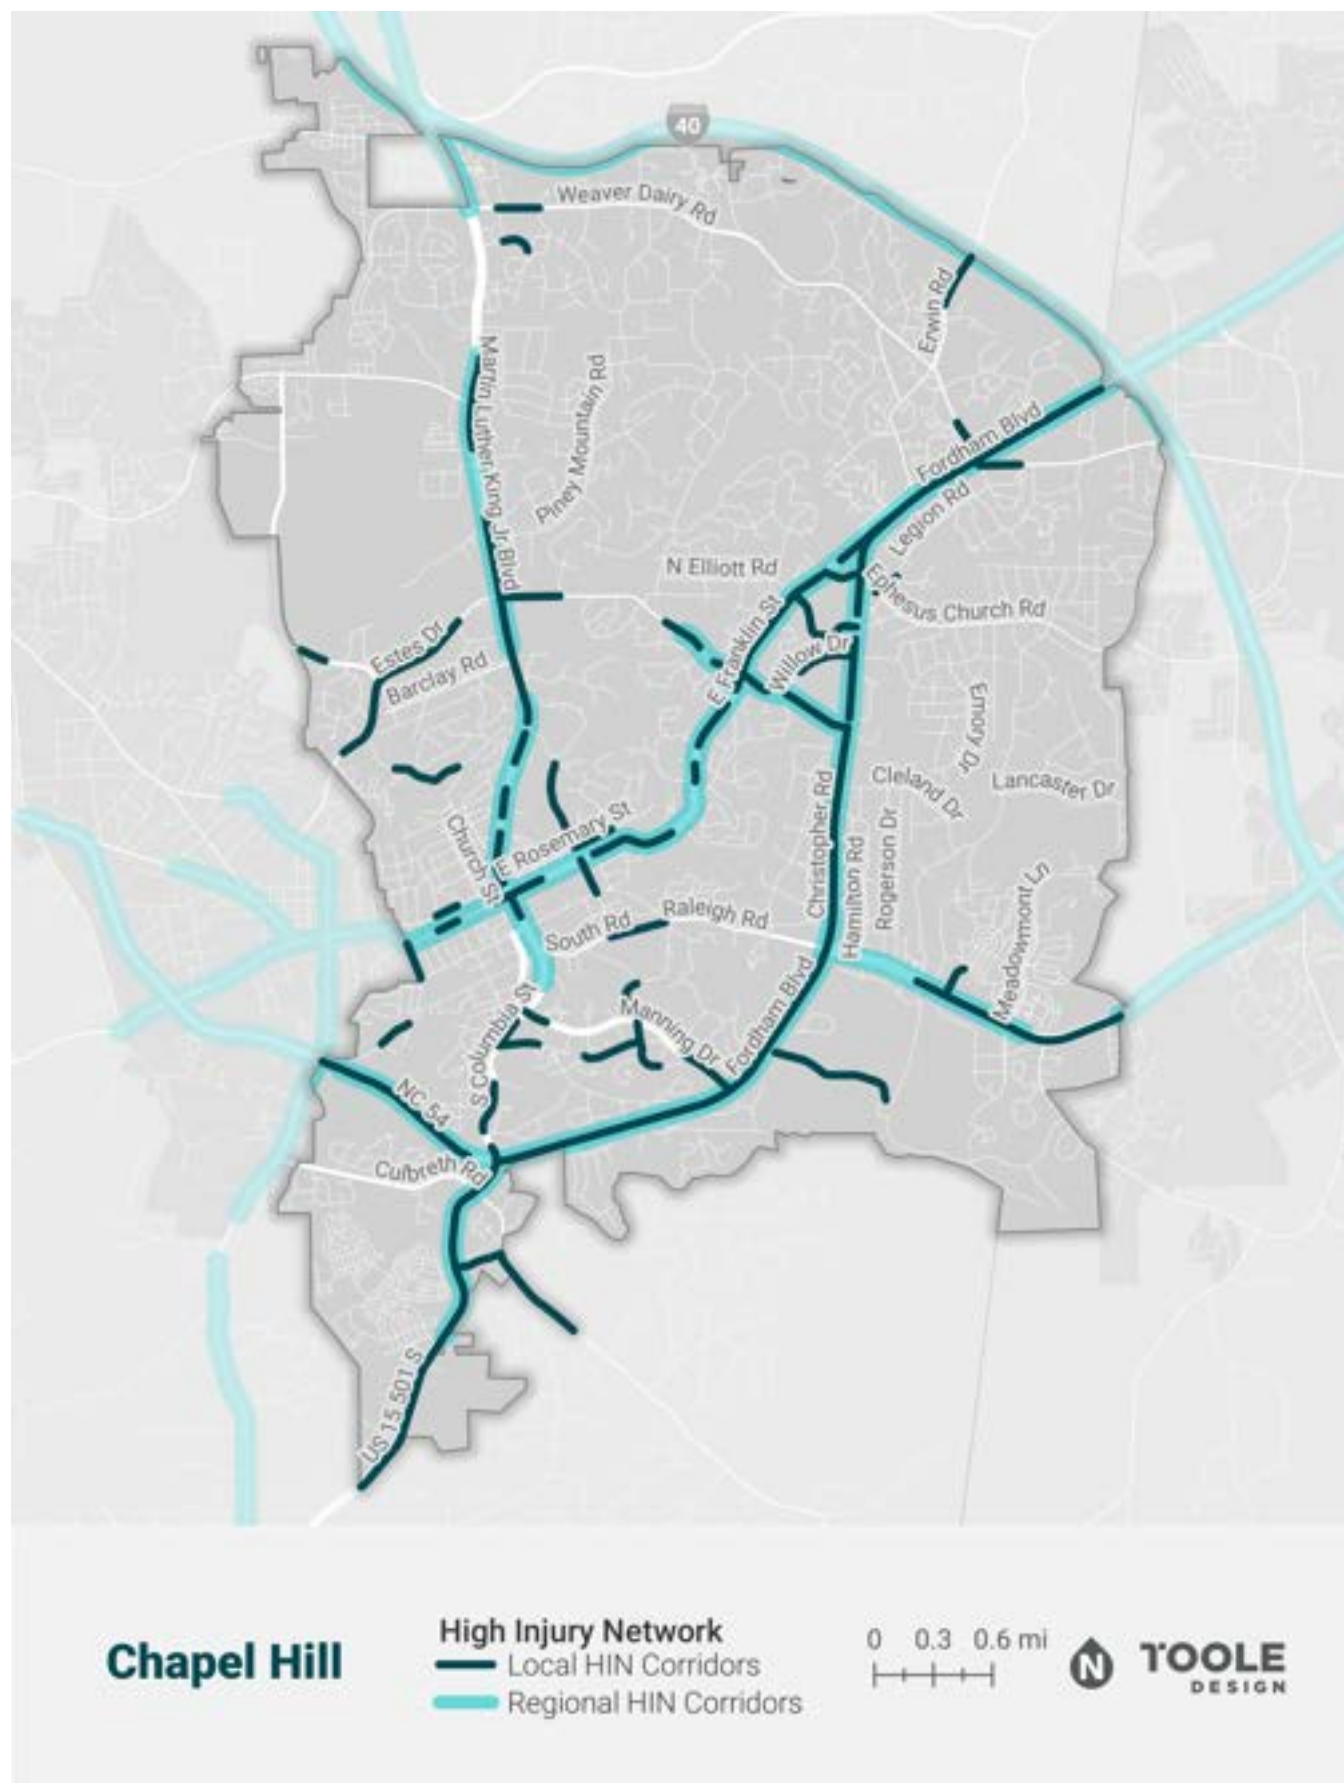 40
Weaver Dairy Rd
Erwin Rd
Martin Luther King Jr. Blvd
Piney Mountain Rd
Fordham Blvd
Legion Rd
N Elliott Rd
Ephesus Church Rd
E Franklin St
Willow Dr
Estes Dr
Barclay Rd
Emory Dr
Cleland Dr
Lancaster Dr
Christopher Rd
Hamilton Rd
Rogerson Dr
Church St
E Rosemary St
Meadowmont Ln
Raleigh Rd
South Rd
S Columbia St
Manning Dr
Fordham Blvd
NC 54
Culbreth Rd
US 15 501 S
Chapel Hill
High Injury Network
Local HIN Corridors
Regional HIN Corridors
0 0.3 0.6 mi
N
TOOLE
DESIGN